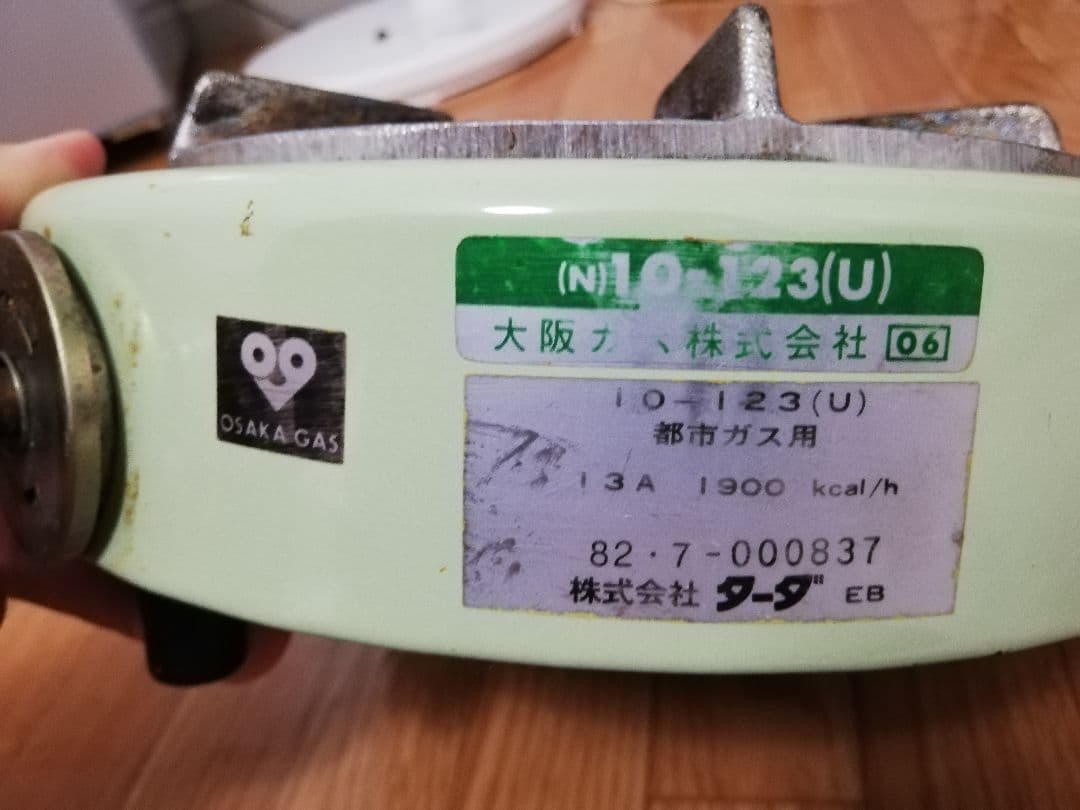 OSAKA GAS
(N)10-123(U)
大阪ガ 株式会社 06
10-123(U)
都市ガス用
13A 1900 kcal/h
82・7-000837
株式会社 ターダ EB